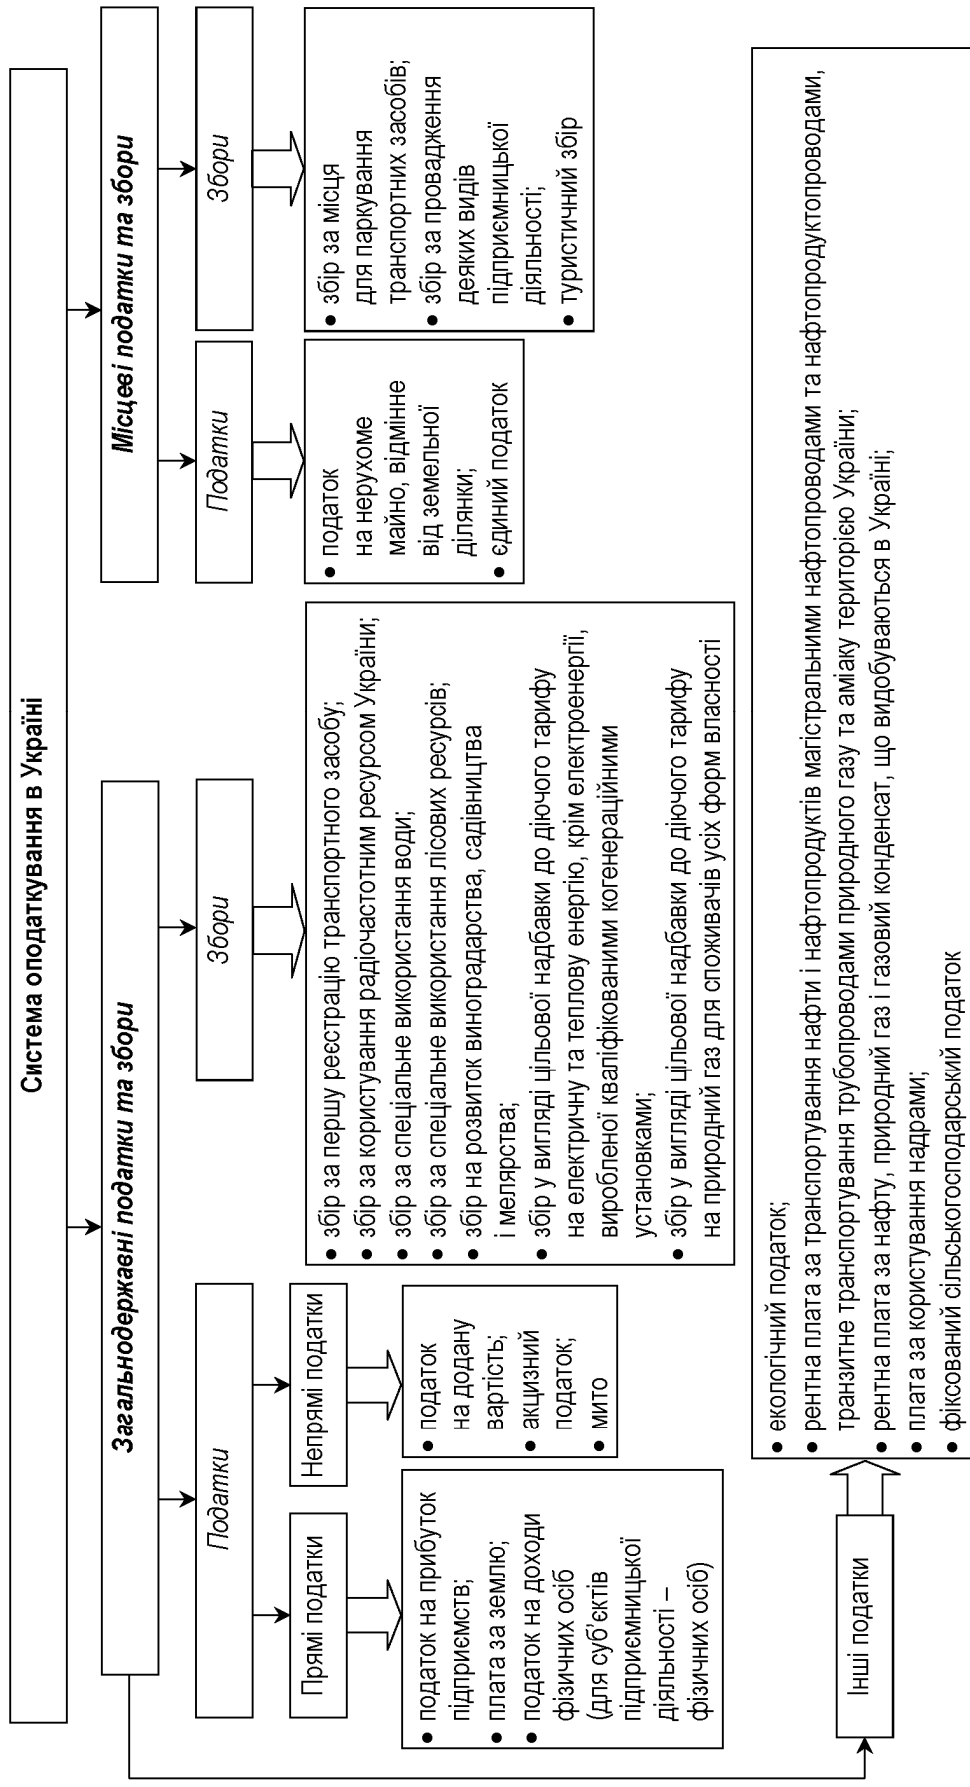 Система оподаткування в Україні
Загальнодержавні податки та збори
Місцеві податки та збори
Податки
Збори
Податки
Збори
Прямі податки
Непрямі податки
● податок на прибуток
підприємств;
● плата за землю;
● податок на доходи
фізичних осіб
(для суб’єктів
підприємницької
діяльності –
фізичних осіб)
● податок
на додану
вартість;
● акцизний
податок;
● мито
● збір за першу реєстрацію транспортного засобу;
● збір за користування радіочастотним ресурсом України;
● збір за спеціальне використання води;
● збір за спеціальне використання лісових ресурсів;
● збір на розвиток виноградарства, садівництва
і мелярства;
● збір у вигляді цільової надбавки до діючого тарифу
на електричну та теплову енергію, крім електроенергії,
виробленої кваліфікованими когенераційними
установками;
● збір у вигляді цільової надбавки до діючого тарифу
на природний газ для споживачів усіх форм власності
● податок
на нерухоме
майно, відмінне
від земельної
ділянки;
● єдиний податок
● збір за місця
для паркування
транспортних засобів;
● збір за провадження
деяких видів
підприємницької
діяльності;
● туристичний збір
Інші податки
● екологічний податок;
● рентна плата за транспортування нафти і нафтопродуктів магістральними нафтопроводами та нафтопродуктопроводами,
транзитне транспортування трубопроводами природного газу та аміаку територією України;
● рентна плата за нафту, природний газ і газовий конденсат, що видобуваються в Україні;
● плата за користування надрами;
● фіксований сільськогосподарський податок